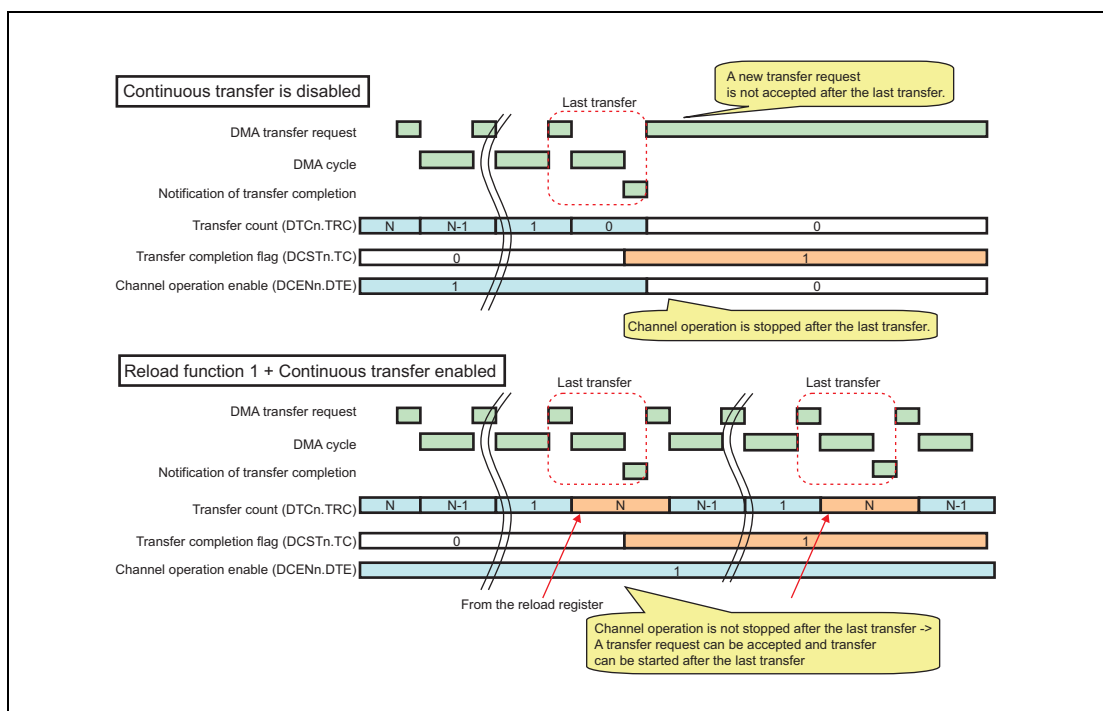 Continuous transfer is disabled
A new transfer request
is not accepted after the last transfer.
Last transfer
DMA transfer request
DMA cycle
Notification of transfer completion
Transfer count (DTCn.TRC)
N N-1 1 0 0
Transfer completion flag (DCSTn.TC)
0 1
Channel operation enable (DCENn.DTE)
1 0
Channel operation is stopped after the last transfer.
Reload function 1 + Continuous transfer enabled
Last transfer Last transfer
DMA transfer request
DMA cycle
Notification of transfer completion
Transfer count (DTCn.TRC)
N N-1 1 N N-1 1 N N-1
Transfer completion flag (DCSTn.TC)
0 1
Channel operation enable (DCENn.DTE)
1
From the reload register
Channel operation is not stopped after the last transfer ->
A transfer request can be accepted and transfer
can be started after the last transfer